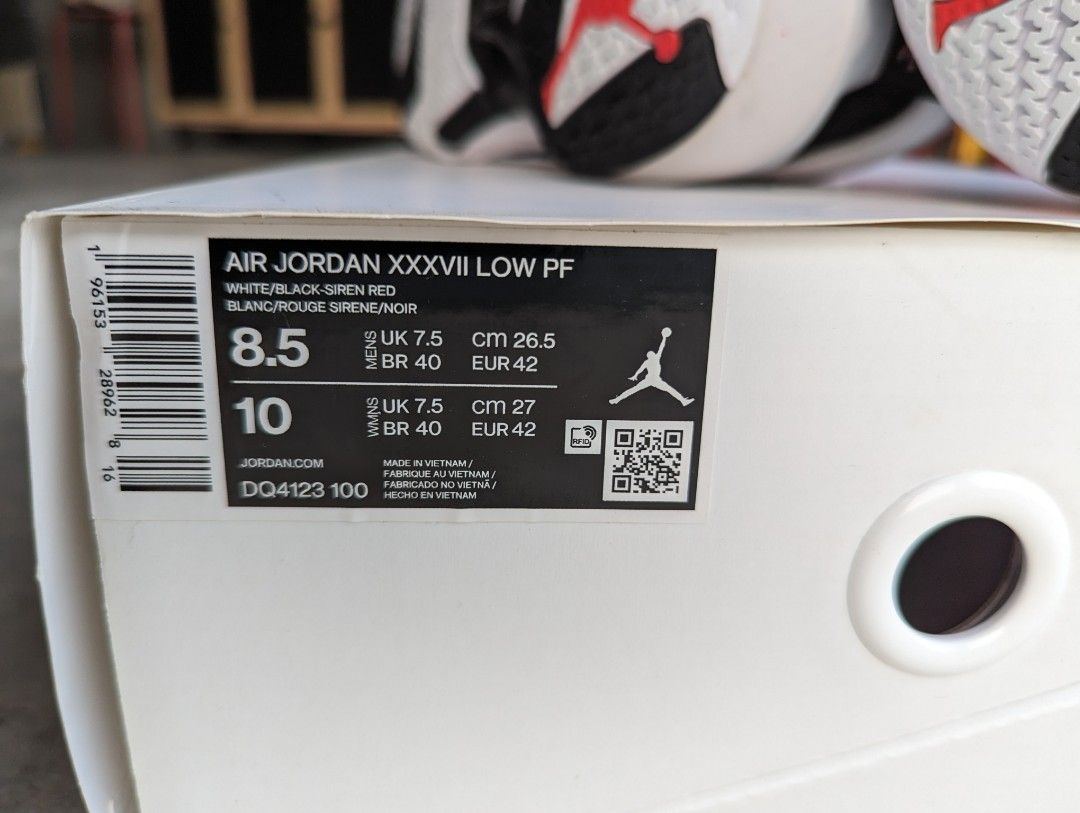 AIR JORDAN XXXVII LOW PF
WHITE/BLACK-SIREN RED
BLANC/ROUGE SIRENE/NOIR
8.5
MENS
UK 7.5 cm 26.5
BR 40 EUR 42
10
WMNS
UK 7.5 cm 27
BR 40 EUR 42
RFID
JORDAN.COM
DQ4123 100
MADE IN VIETNAM /
FABRIQUE AU VIETNAM /
FABRICADO NO VIETNÃ /
HECHO EN VIETNAM
1 96153 28962 8 16